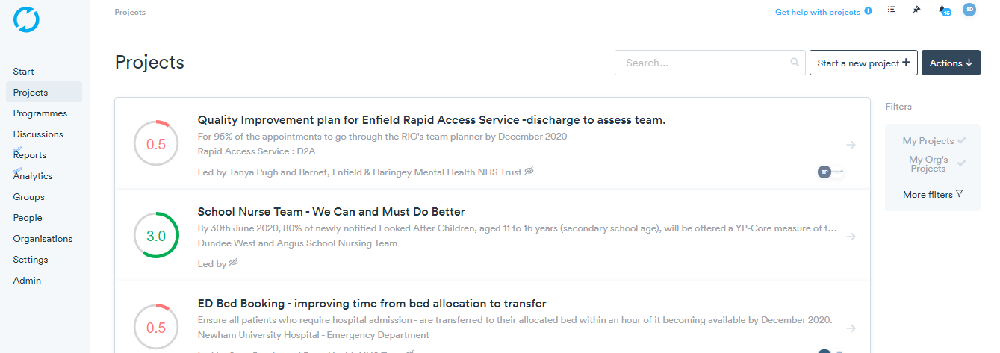 Projects
Get help with projects
16
BD
Start
Projects
Programmes
Discussions
Beta
Reports
Beta
Analytics
Groups
People
Organisations
Settings
Admin
Projects
Search...
Start a new project +
Actions
0.5
Quality Improvement plan for Enfield Rapid Access Service -discharge to assess team.
For 95% of the appointments to go through the RIO's team planner by December 2020
Rapid Access Service : D2A
Led by Tanya Pugh and Barnet, Enfield & Haringey Mental Health NHS Trust
TP
3.0
School Nurse Team - We Can and Must Do Better
By 30th June 2020, 80% of newly notified Looked After Children, aged 11 to 16 years (secondary school age), will be offered a YP-Core measure of t...
Dundee West and Angus School Nursing Team
Led by
0.5
ED Bed Booking - improving time from bed allocation to transfer
Ensure all patients who require hospital admission - are transferred to their allocated bed within an hour of it becoming available by December 2020.
Newham University Hospital - Emergency Department
Filters
My Projects
My Org's
Projects
More filters